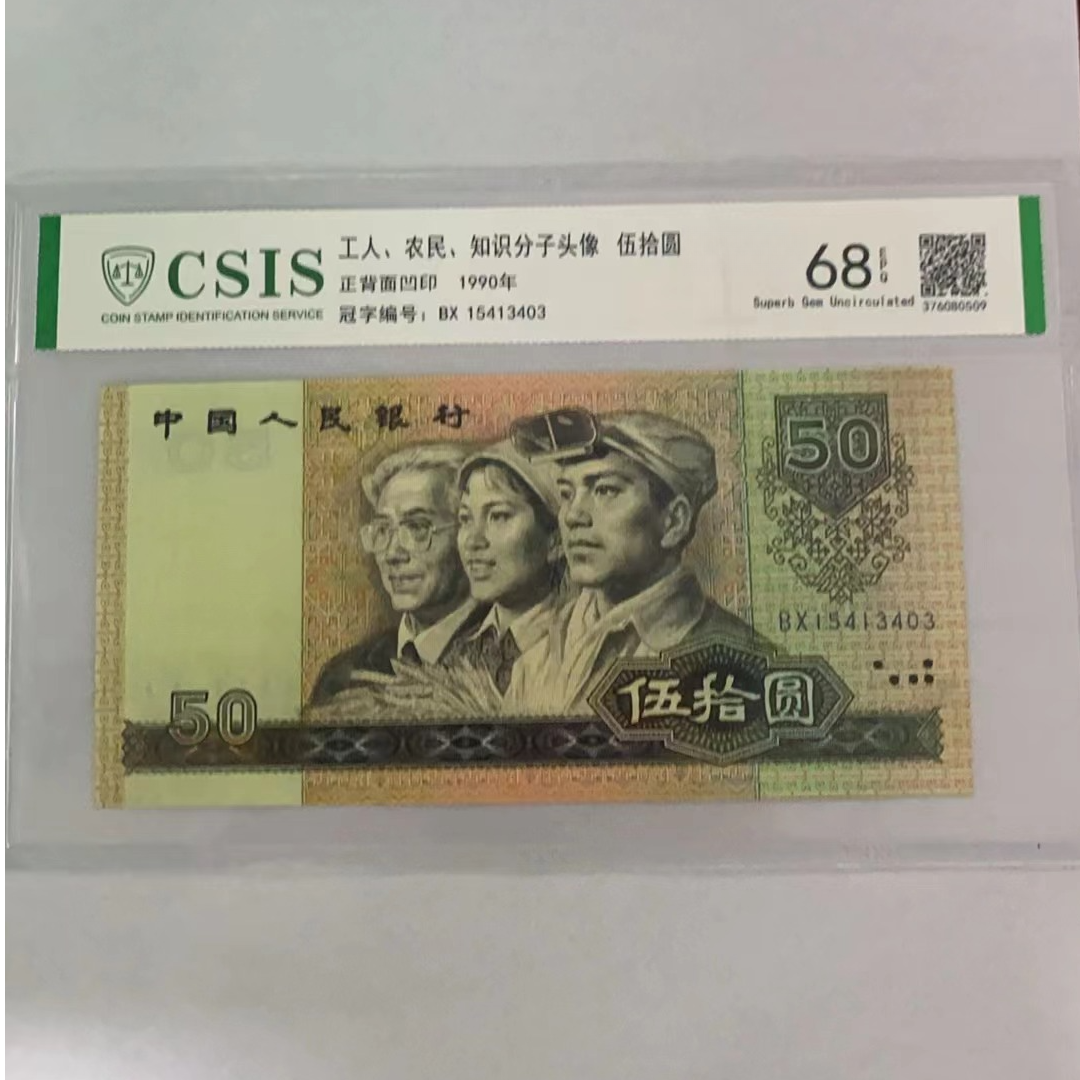 CSIS
COIN STAMP IDENTIFICATION SERVICE
工人、农民、知识分子头像 伍拾圆
正背面凹印 1990年
冠字编号：BX 15413403
68 EPQ
Superb Gem Uncirculated
376080509
中国人民银行
50
BX15413403
伍拾圆
50